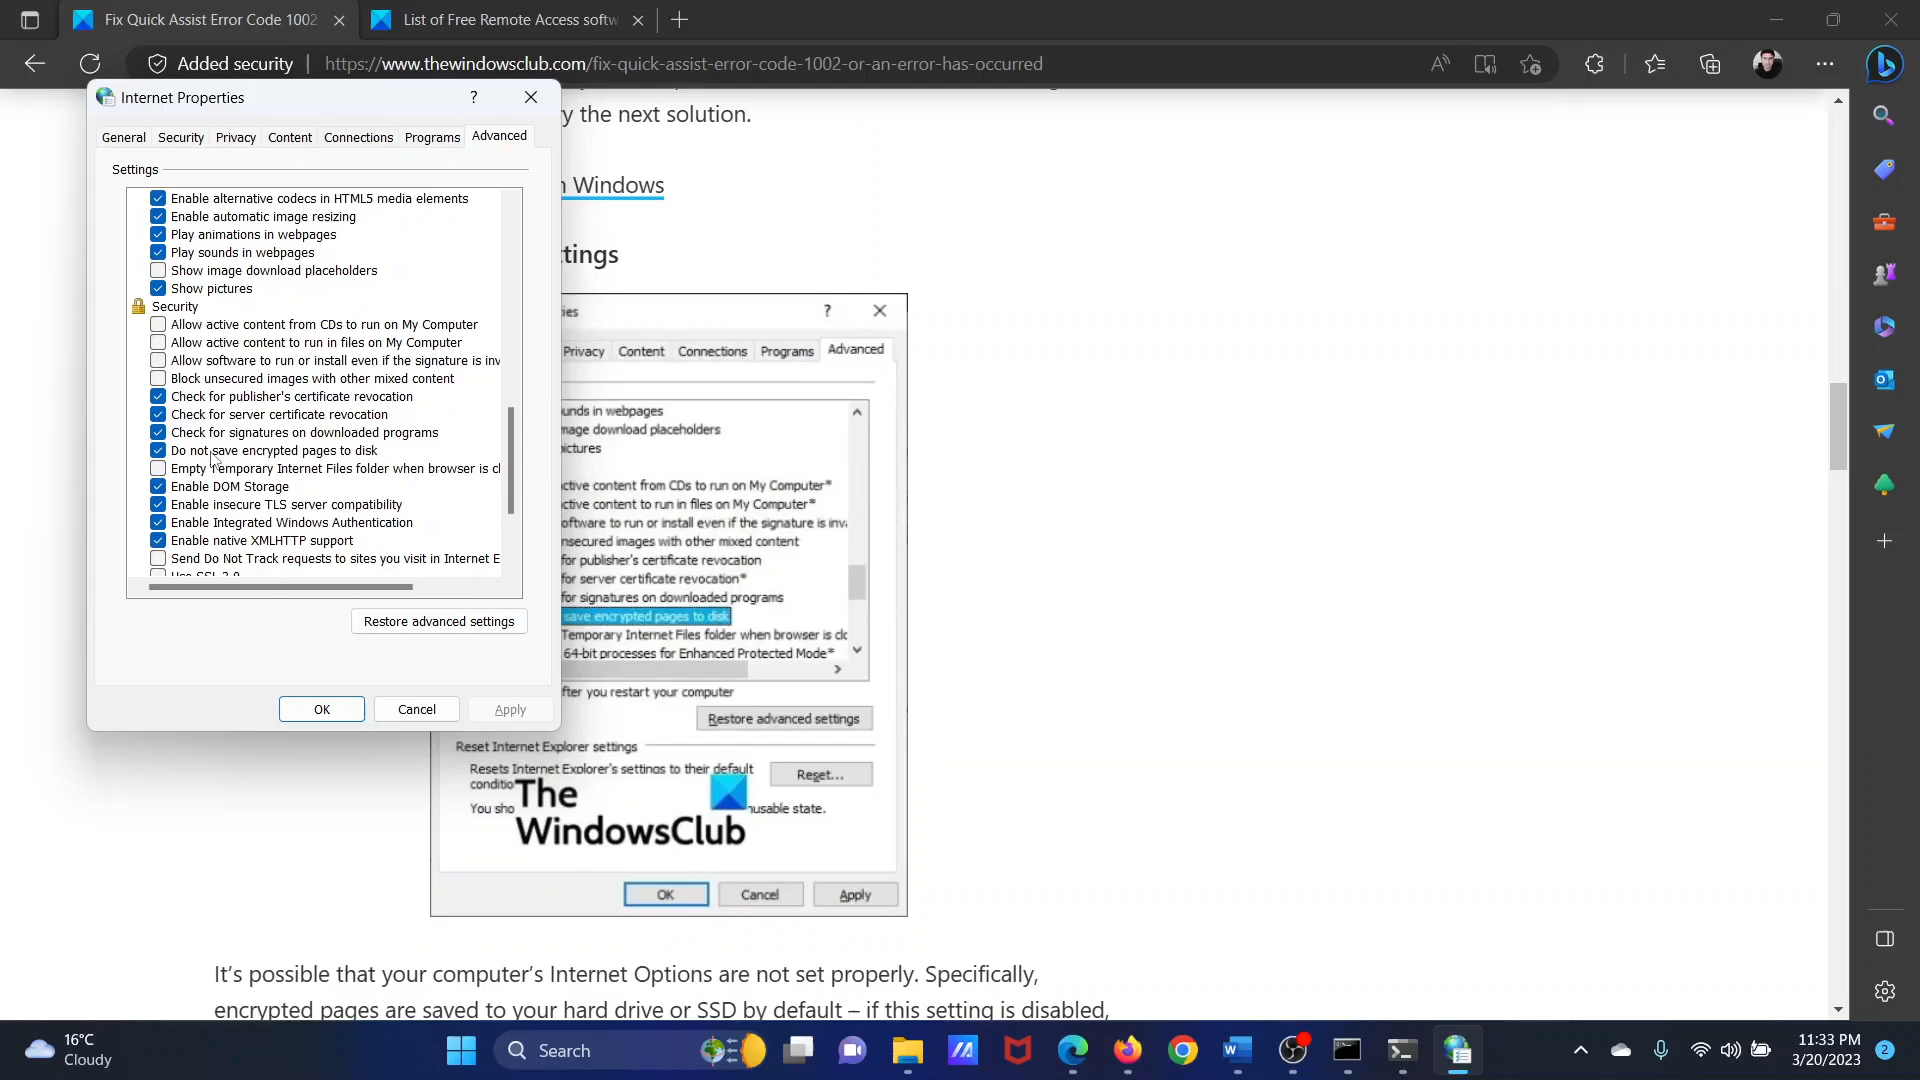 Fix Quick Assist Error Code 1002
List of Free Remote Access softw
Added security
https://www.thewindowsclub.com/fix-quick-assist-error-code-1002-or-an-error-has-occurred
Internet Properties
?
General
Security
Privacy
Content
Connections
Programs
Advanced
Settings
Enable alternative codecs in HTML5 media elements
Enable automatic image resizing
Play animations in webpages
Play sounds in webpages
Show image download placeholders
Show pictures
Security
Allow active content from CDs to run on My Computer
Allow active content to run in files on My Computer
Allow software to run or install even if the signature is inv
Block unsecured images with other mixed content
Check for publisher's certificate revocation
Check for server certificate revocation
Check for signatures on downloaded programs
Do not save encrypted pages to disk
Empty Temporary Internet Files folder when browser is cl
Enable DOM Storage
Enable insecure TLS server compatibility
Enable Integrated Windows Authentication
Enable native XMLHTTP support
Send Do Not Track requests to sites you visit in Internet E
Use SSL 3.0
Restore advanced settings
OK
Cancel
Apply
y the next solution.
n Windows
ttings
ies
?
Privacy
Content
Connections
Programs
Advanced
unds in webpages
mage download placeholders
ictures
ctive content from CDs to run on My Computer*
ctive content to run in files on My Computer*
oftware to run or install even if the signature is inva
nsecured images with other mixed content
for publisher's certificate revocation
for server certificate revocation*
for signatures on downloaded programs
save encrypted pages to disk
Temporary Internet Files folder when browser is clo
64-bit processes for Enhanced Protected Mode*
fter you restart your computer
Restore advanced settings
Reset Internet Explorer settings
Resets Internet Explorer's settings to their default
conditio
Reset...
You sho
nusable state.
The
WindowsClub
OK
Cancel
Apply
It’s possible that your computer’s Internet Options are not set properly. Specifically,
encrypted pages are saved to your hard drive or SSD by default – if this setting is disabled,
16°C
Cloudy
Search
11:33 PM
3/20/2023
2